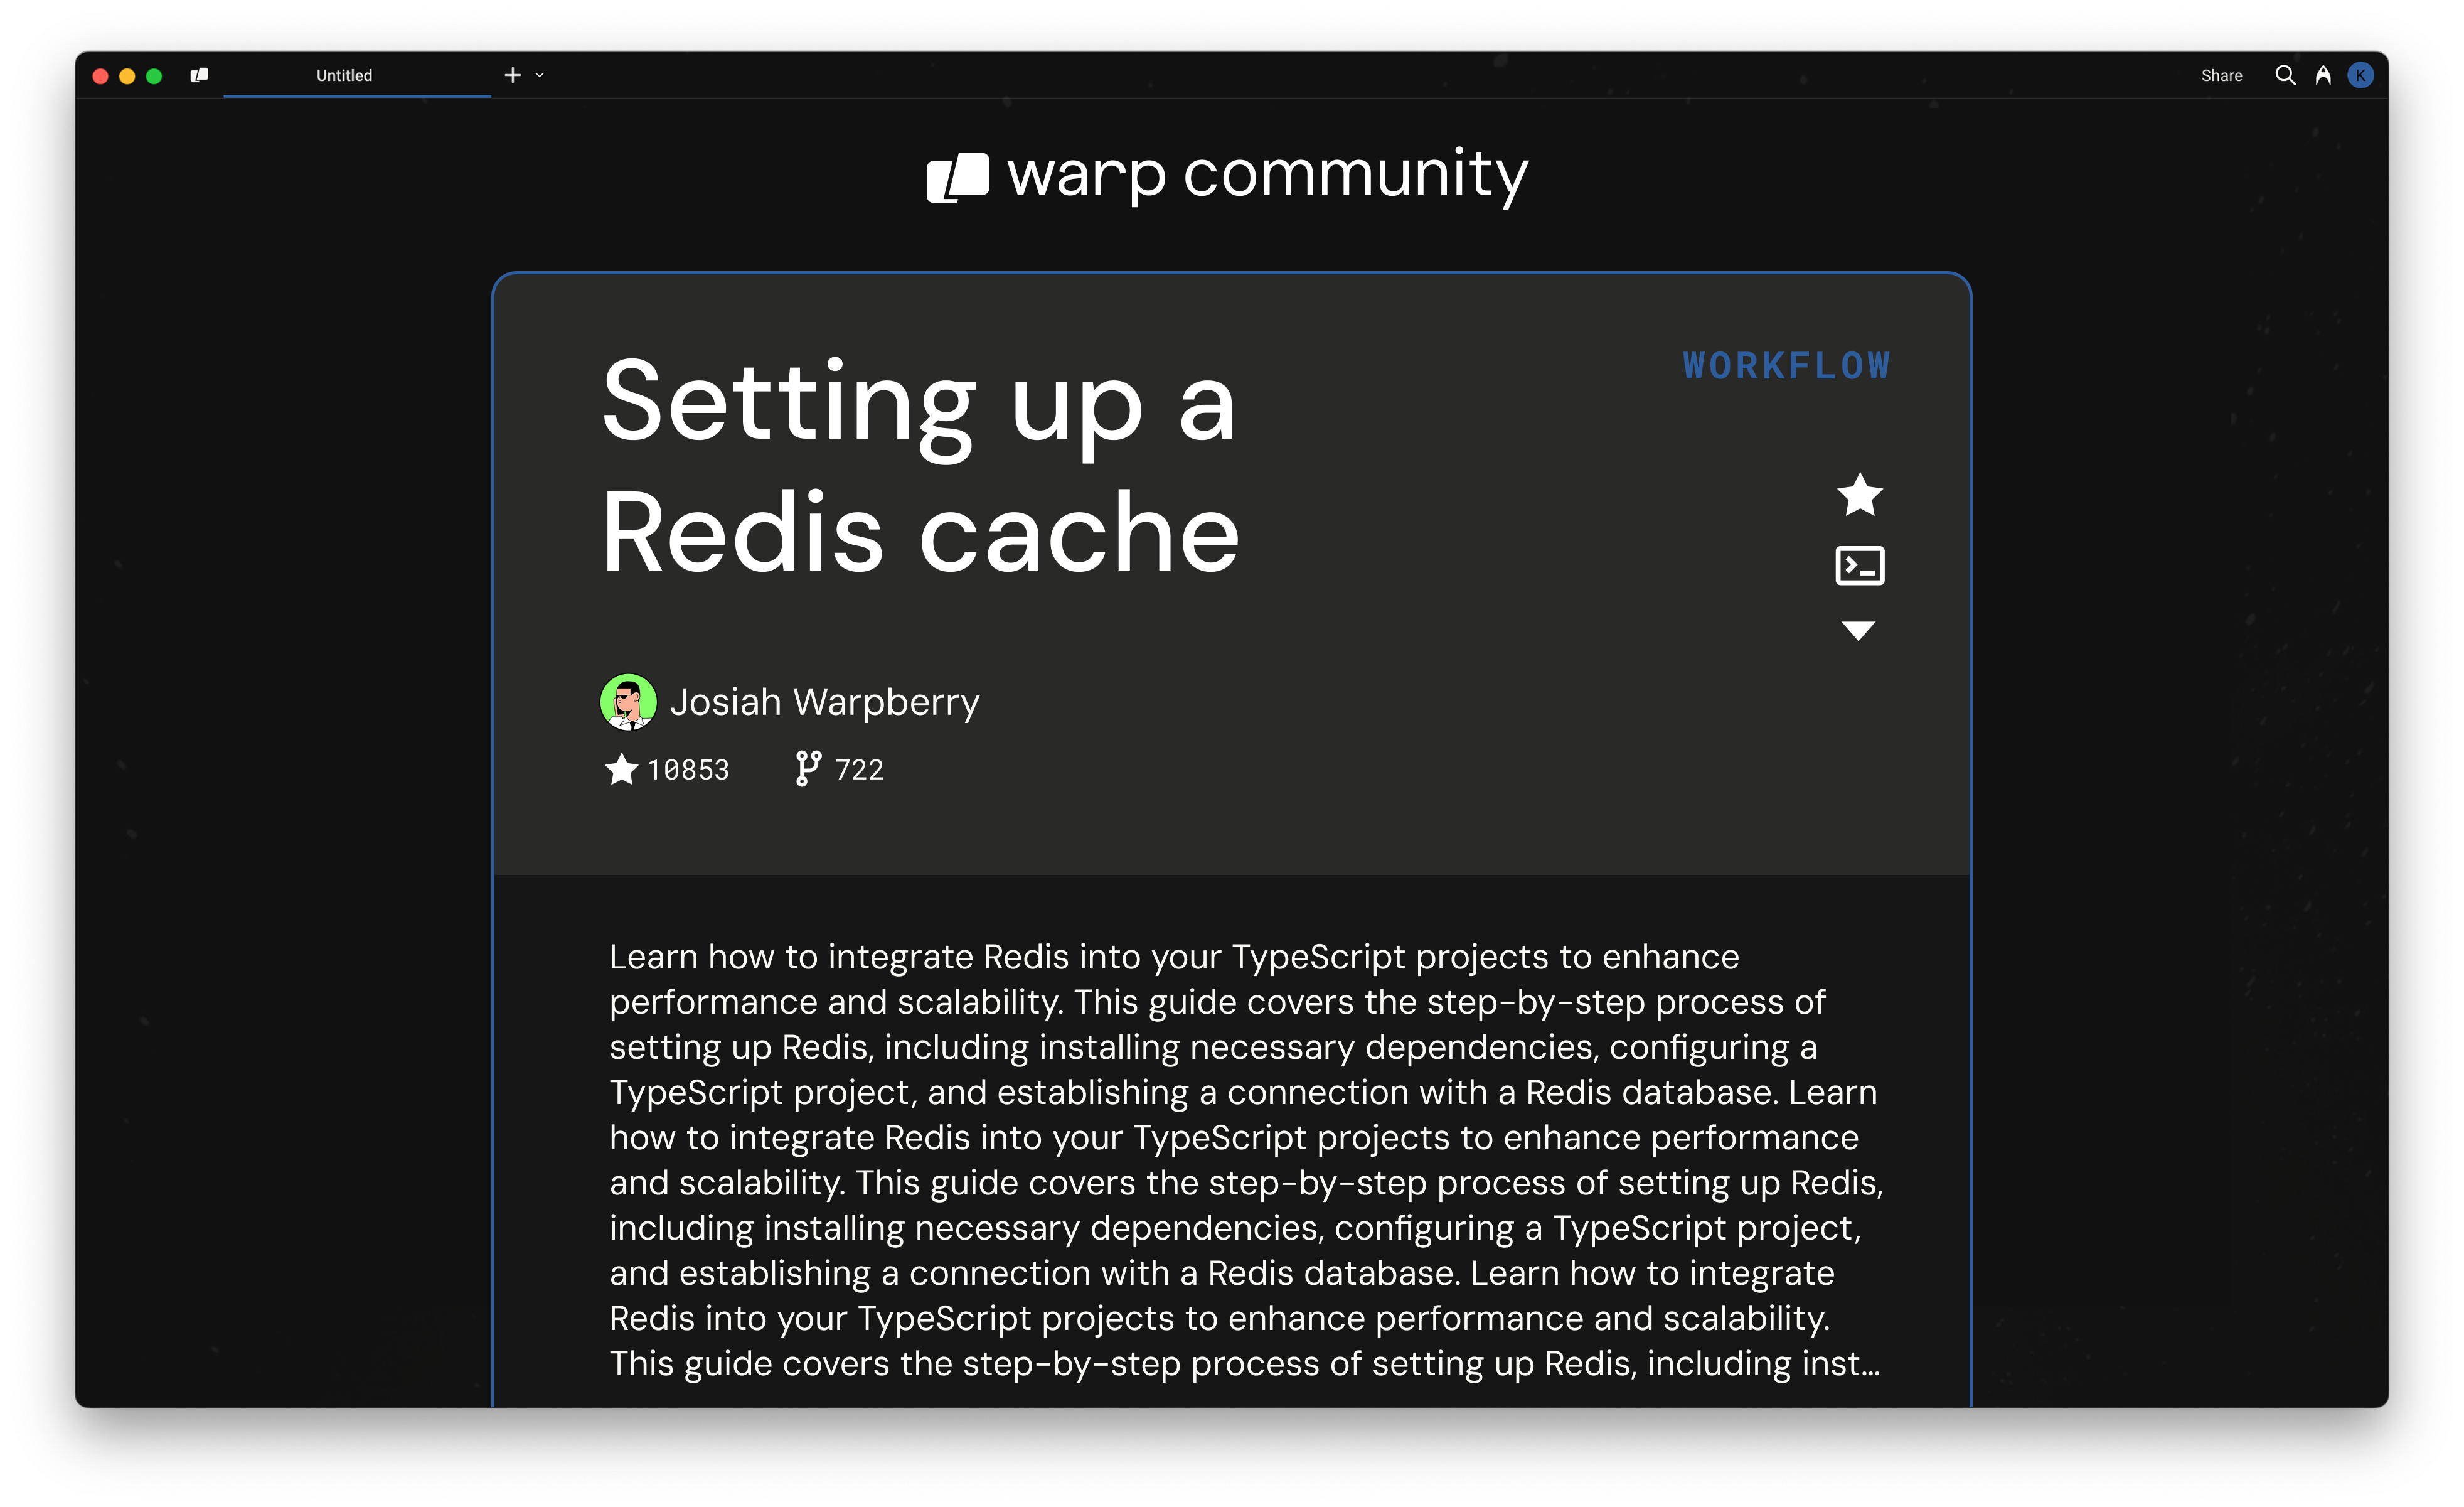 Untitled
Share
K
warp community
Setting up a
Redis cache
WORKFLOW
Josiah Warpberry
10853
722
Learn how to integrate Redis into your TypeScript projects to enhance
performance and scalability. This guide covers the step-by-step process of
setting up Redis, including installing necessary dependencies, configuring a
TypeScript project, and establishing a connection with a Redis database. Learn
how to integrate Redis into your TypeScript projects to enhance performance
and scalability. This guide covers the step-by-step process of setting up Redis,
including installing necessary dependencies, configuring a TypeScript project,
and establishing a connection with a Redis database. Learn how to integrate
Redis into your TypeScript projects to enhance performance and scalability.
This guide covers the step-by-step process of setting up Redis, including inst...